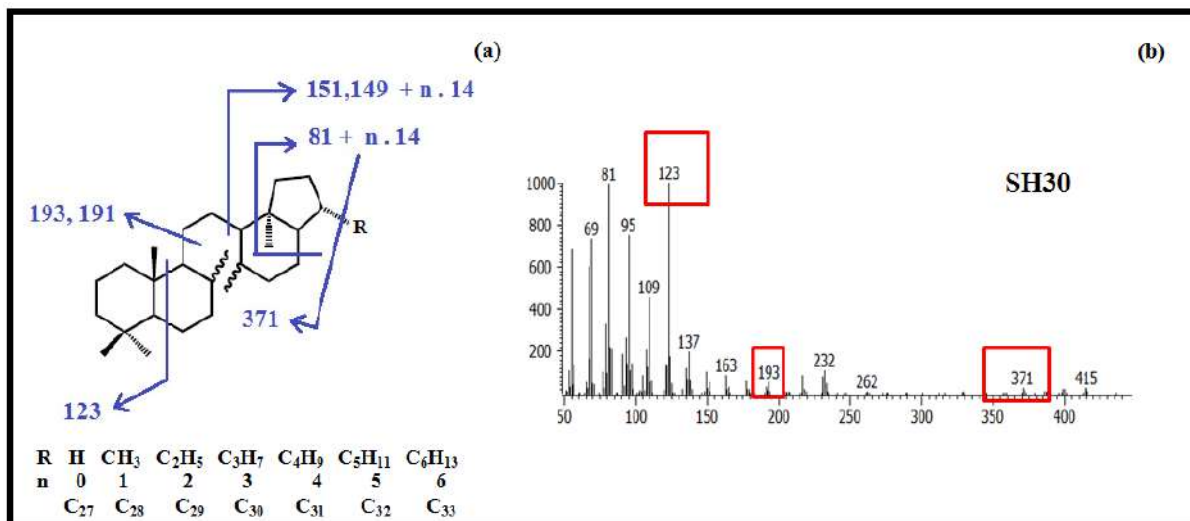 (a)
151,149 + n . 14
81 + n . 14
193, 191
R
371
123
R H CH₃ C₂H₅ C₃H₇ C₄H₉ C₅H₁₁ C₆H₁₃
n 0 1 2 3 4 5 6
C₂₇ C₂₈ C₂₉ C₃₀ C₃₁ C₃₂ C₃₃
(b)
SH30
1000
800
600
400
200
69
81
95
109
123
137
163
193
232
262
371
415
50 100 150 200 250 300 350 400